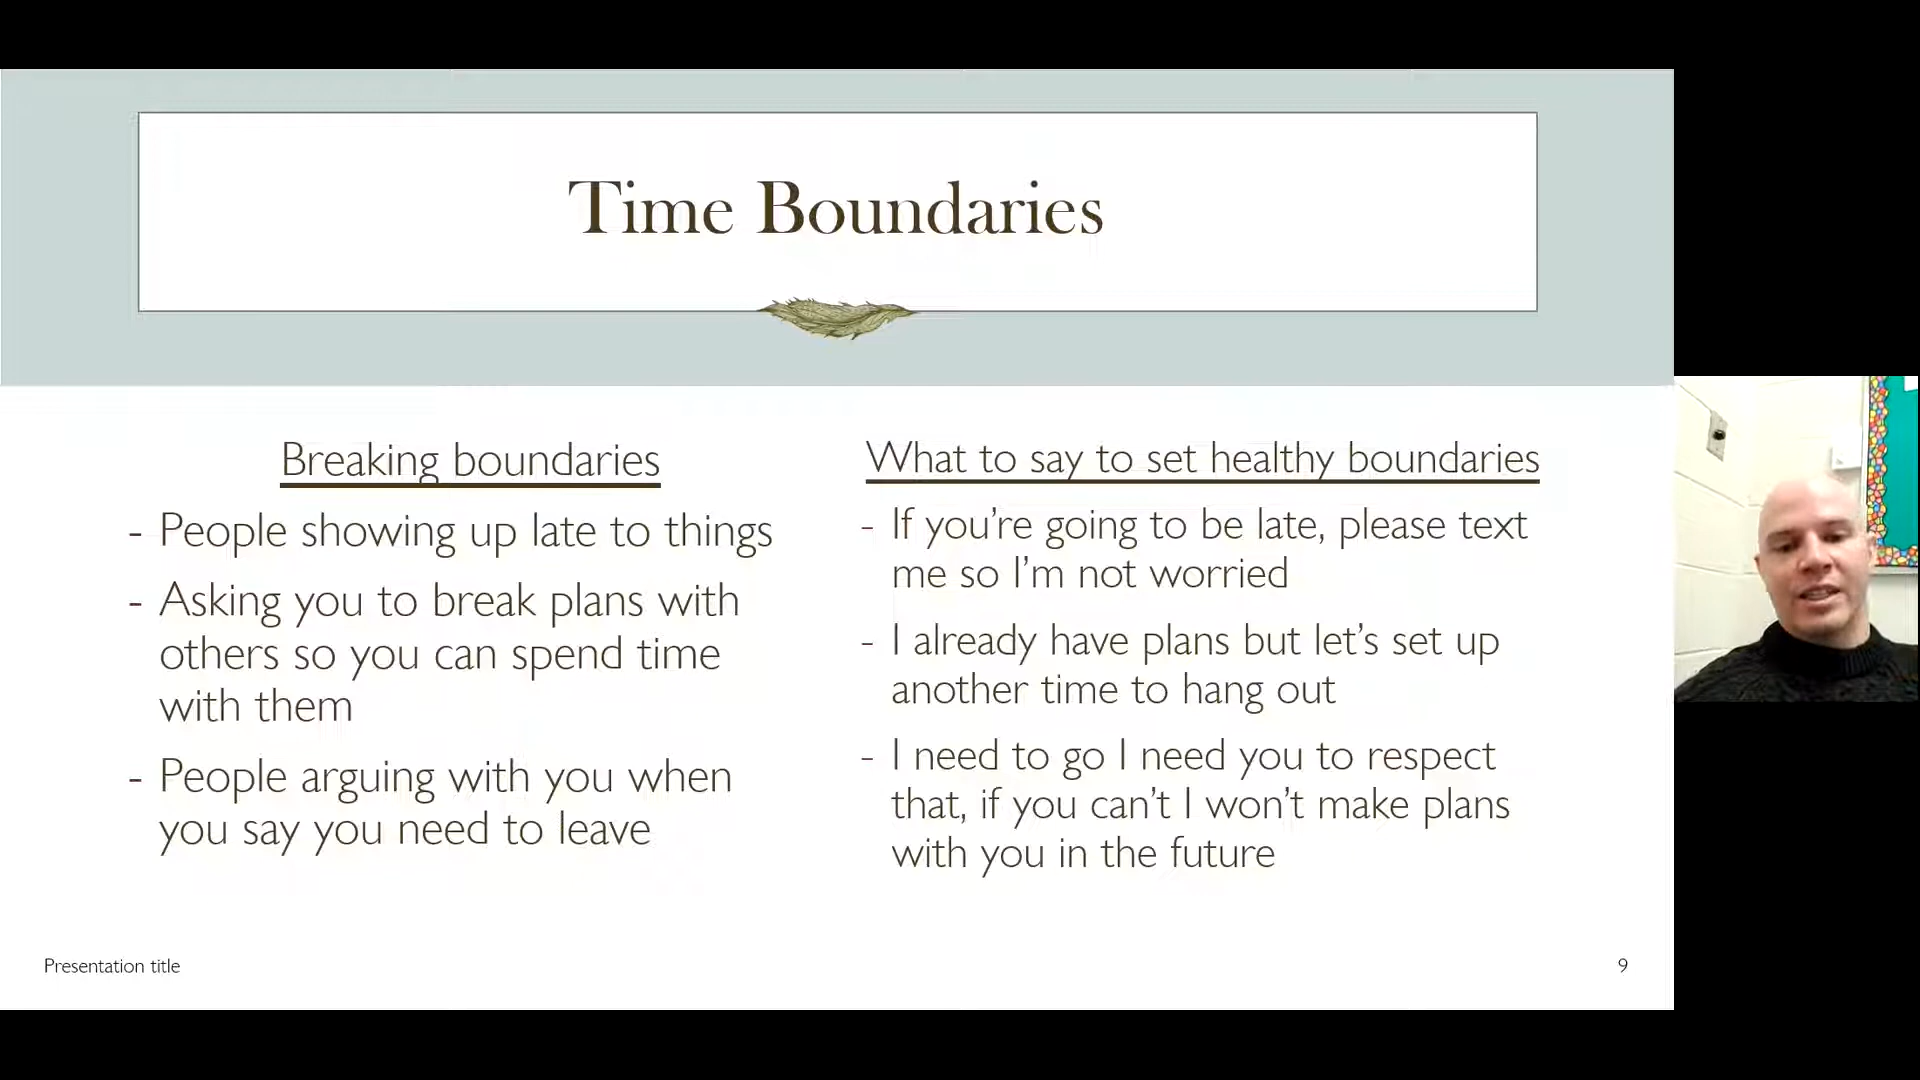 Time Boundaries
Breaking boundaries
- People showing up late to things
- Asking you to break plans with
others so you can spend time
with them
- People arguing with you when
you say you need to leave
What to say to set healthy boundaries
- If you’re going to be late, please text
me so I’m not worried
- I already have plans but let’s set up
another time to hang out
- I need to go I need you to respect
that, if you can’t I won’t make plans
with you in the future
Presentation title
9